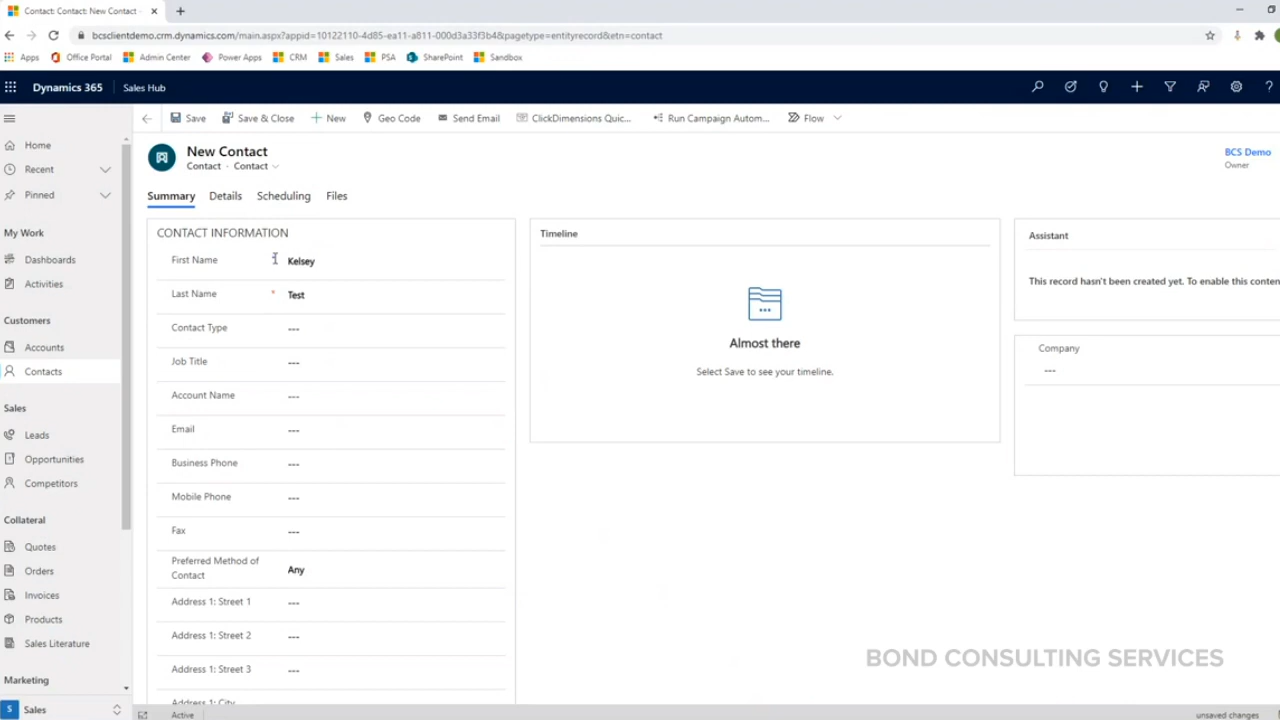 Contact: Contact: New Contact -
bcsclientdemo.crm.dynamics.com/main.aspx?appid=10122110-4d85-ea11-a811-000d3a33f3b4&pagetype=entityrecord&etn=contact
Apps Office Portal Admin Center Power Apps CRM Sales PSA SharePoint Sandbox
Dynamics 365 Sales Hub
Save Save & Close New Geo Code Send Email ClickDimensions Quic... Run Campaign Autom... Flow
Home
Recent
Pinned
My Work
Dashboards
Activities
Customers
Accounts
Contacts
Sales
Leads
Opportunities
Competitors
Collateral
Quotes
Orders
Invoices
Products
Sales Literature
Marketing
S Sales
New Contact
Contact · Contact
BCS Demo
Owner
Summary Details Scheduling Files
CONTACT INFORMATION
First Name Kelsey
Last Name * Test
Contact Type ---
Job Title ---
Account Name ---
Email ---
Business Phone ---
Mobile Phone ---
Fax ---
Preferred Method of
Contact Any
Address 1: Street 1 ---
Address 1: Street 2 ---
Address 1: Street 3 ---
Address 1: City
Timeline
Almost there
Select Save to see your timeline.
Assistant
This record hasn't been created yet. To enable this conten
Company
---
BOND CONSULTING SERVICES
Active unsaved changes